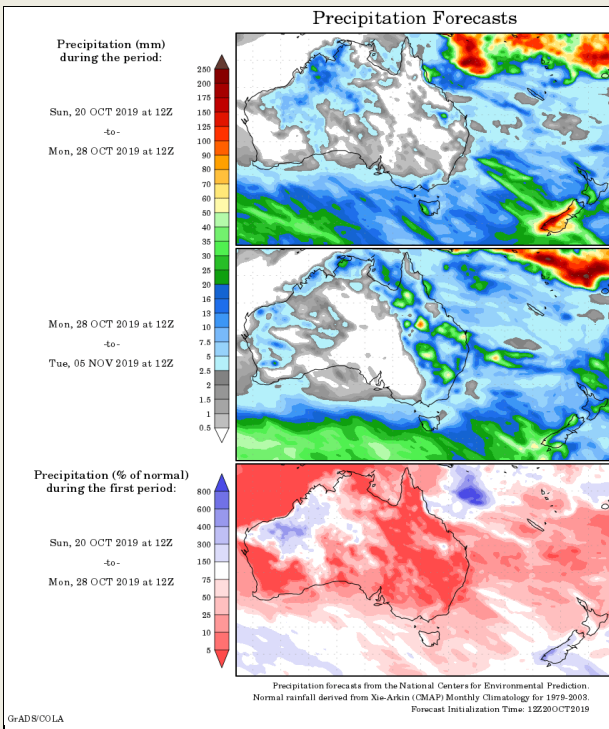 Precipitation Forecasts
Precipitation (mm)
during the period:
Sun, 20 OCT 2019 at 12Z
-to-
Mon, 28 OCT 2019 at 12Z
250
200
175
150
125
100
90
80
70
60
50
40
35
30
25
20
16
13
10
7.5
5
2.5
2
1.5
1
0.5
Mon, 28 OCT 2019 at 12Z
-to-
Tue, 05 NOV 2019 at 12Z
Precipitation (% of normal)
during the first period:
Sun, 20 OCT 2019 at 12Z
-to-
Mon, 28 OCT 2019 at 12Z
800
600
400
300
150
75
50
25
10
5
Precipitation forecasts from the National Centers for Environmental Prediction.
Normal rainfall derived from Xie-Arkin (CMAP) Monthly Climatology for 1979-2003.
Forecast Initialization Time: 12Z20OCT2019
GrADS/COLA